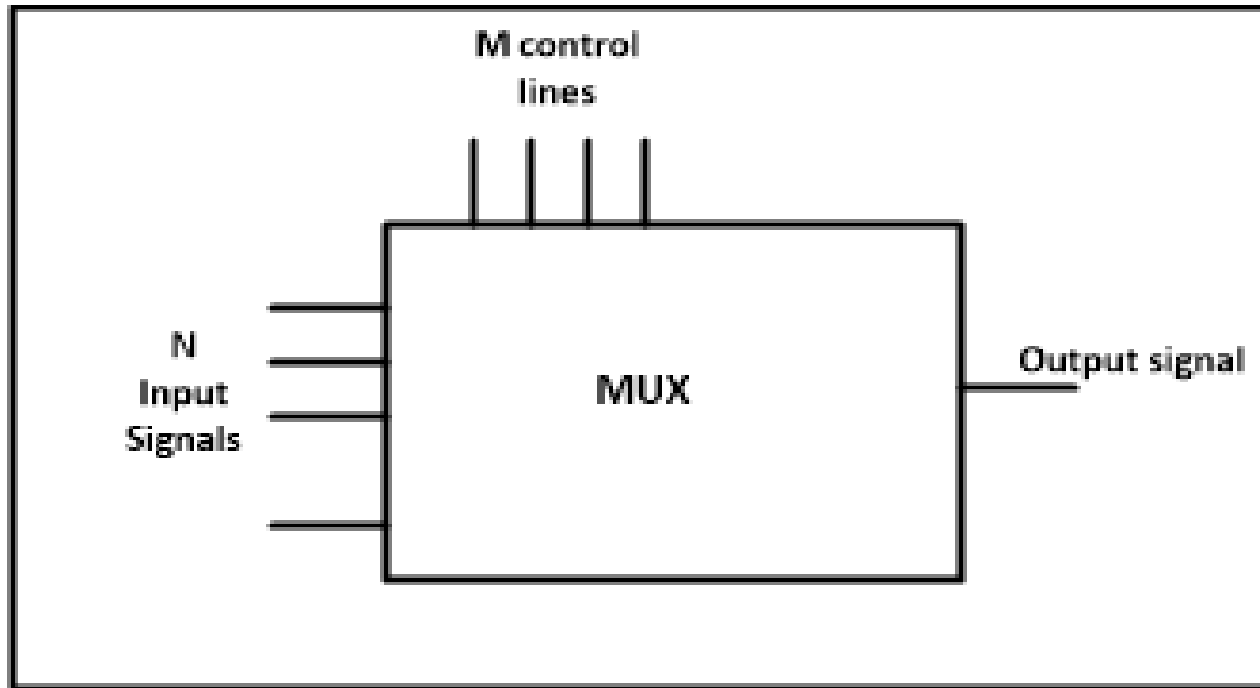 M control
lines
N
Input
Signals
MUX
Output signal